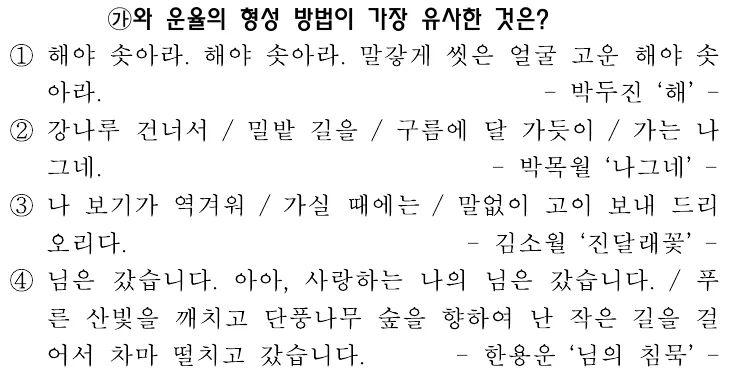 ㉮와 운율의 형성 방법이 가장 유사한 것은?
① 해야 솟아라. 해야 솟아라. 말갛게 씻은 얼굴 고운 해야 솟
아라. - 박두진 ‘해’ -
② 강나루 건너서 / 밀밭 길을 / 구름에 달 가듯이 / 가는 나
그네. - 박목월 ‘나그네’ -
③ 나 보기가 역겨워 / 가실 때에는 / 말없이 고이 보내 드리
오리다. - 김소월 ‘진달래꽃’ -
④ 님은 갔습니다. 아아, 사랑하는 나의 님은 갔습니다. / 푸
른 산빛을 깨치고 단풍나무 숲을 향하여 난 작은 길을 걸
어서 차마 떨치고 갔습니다. - 한용운 ‘님의 침묵’ -